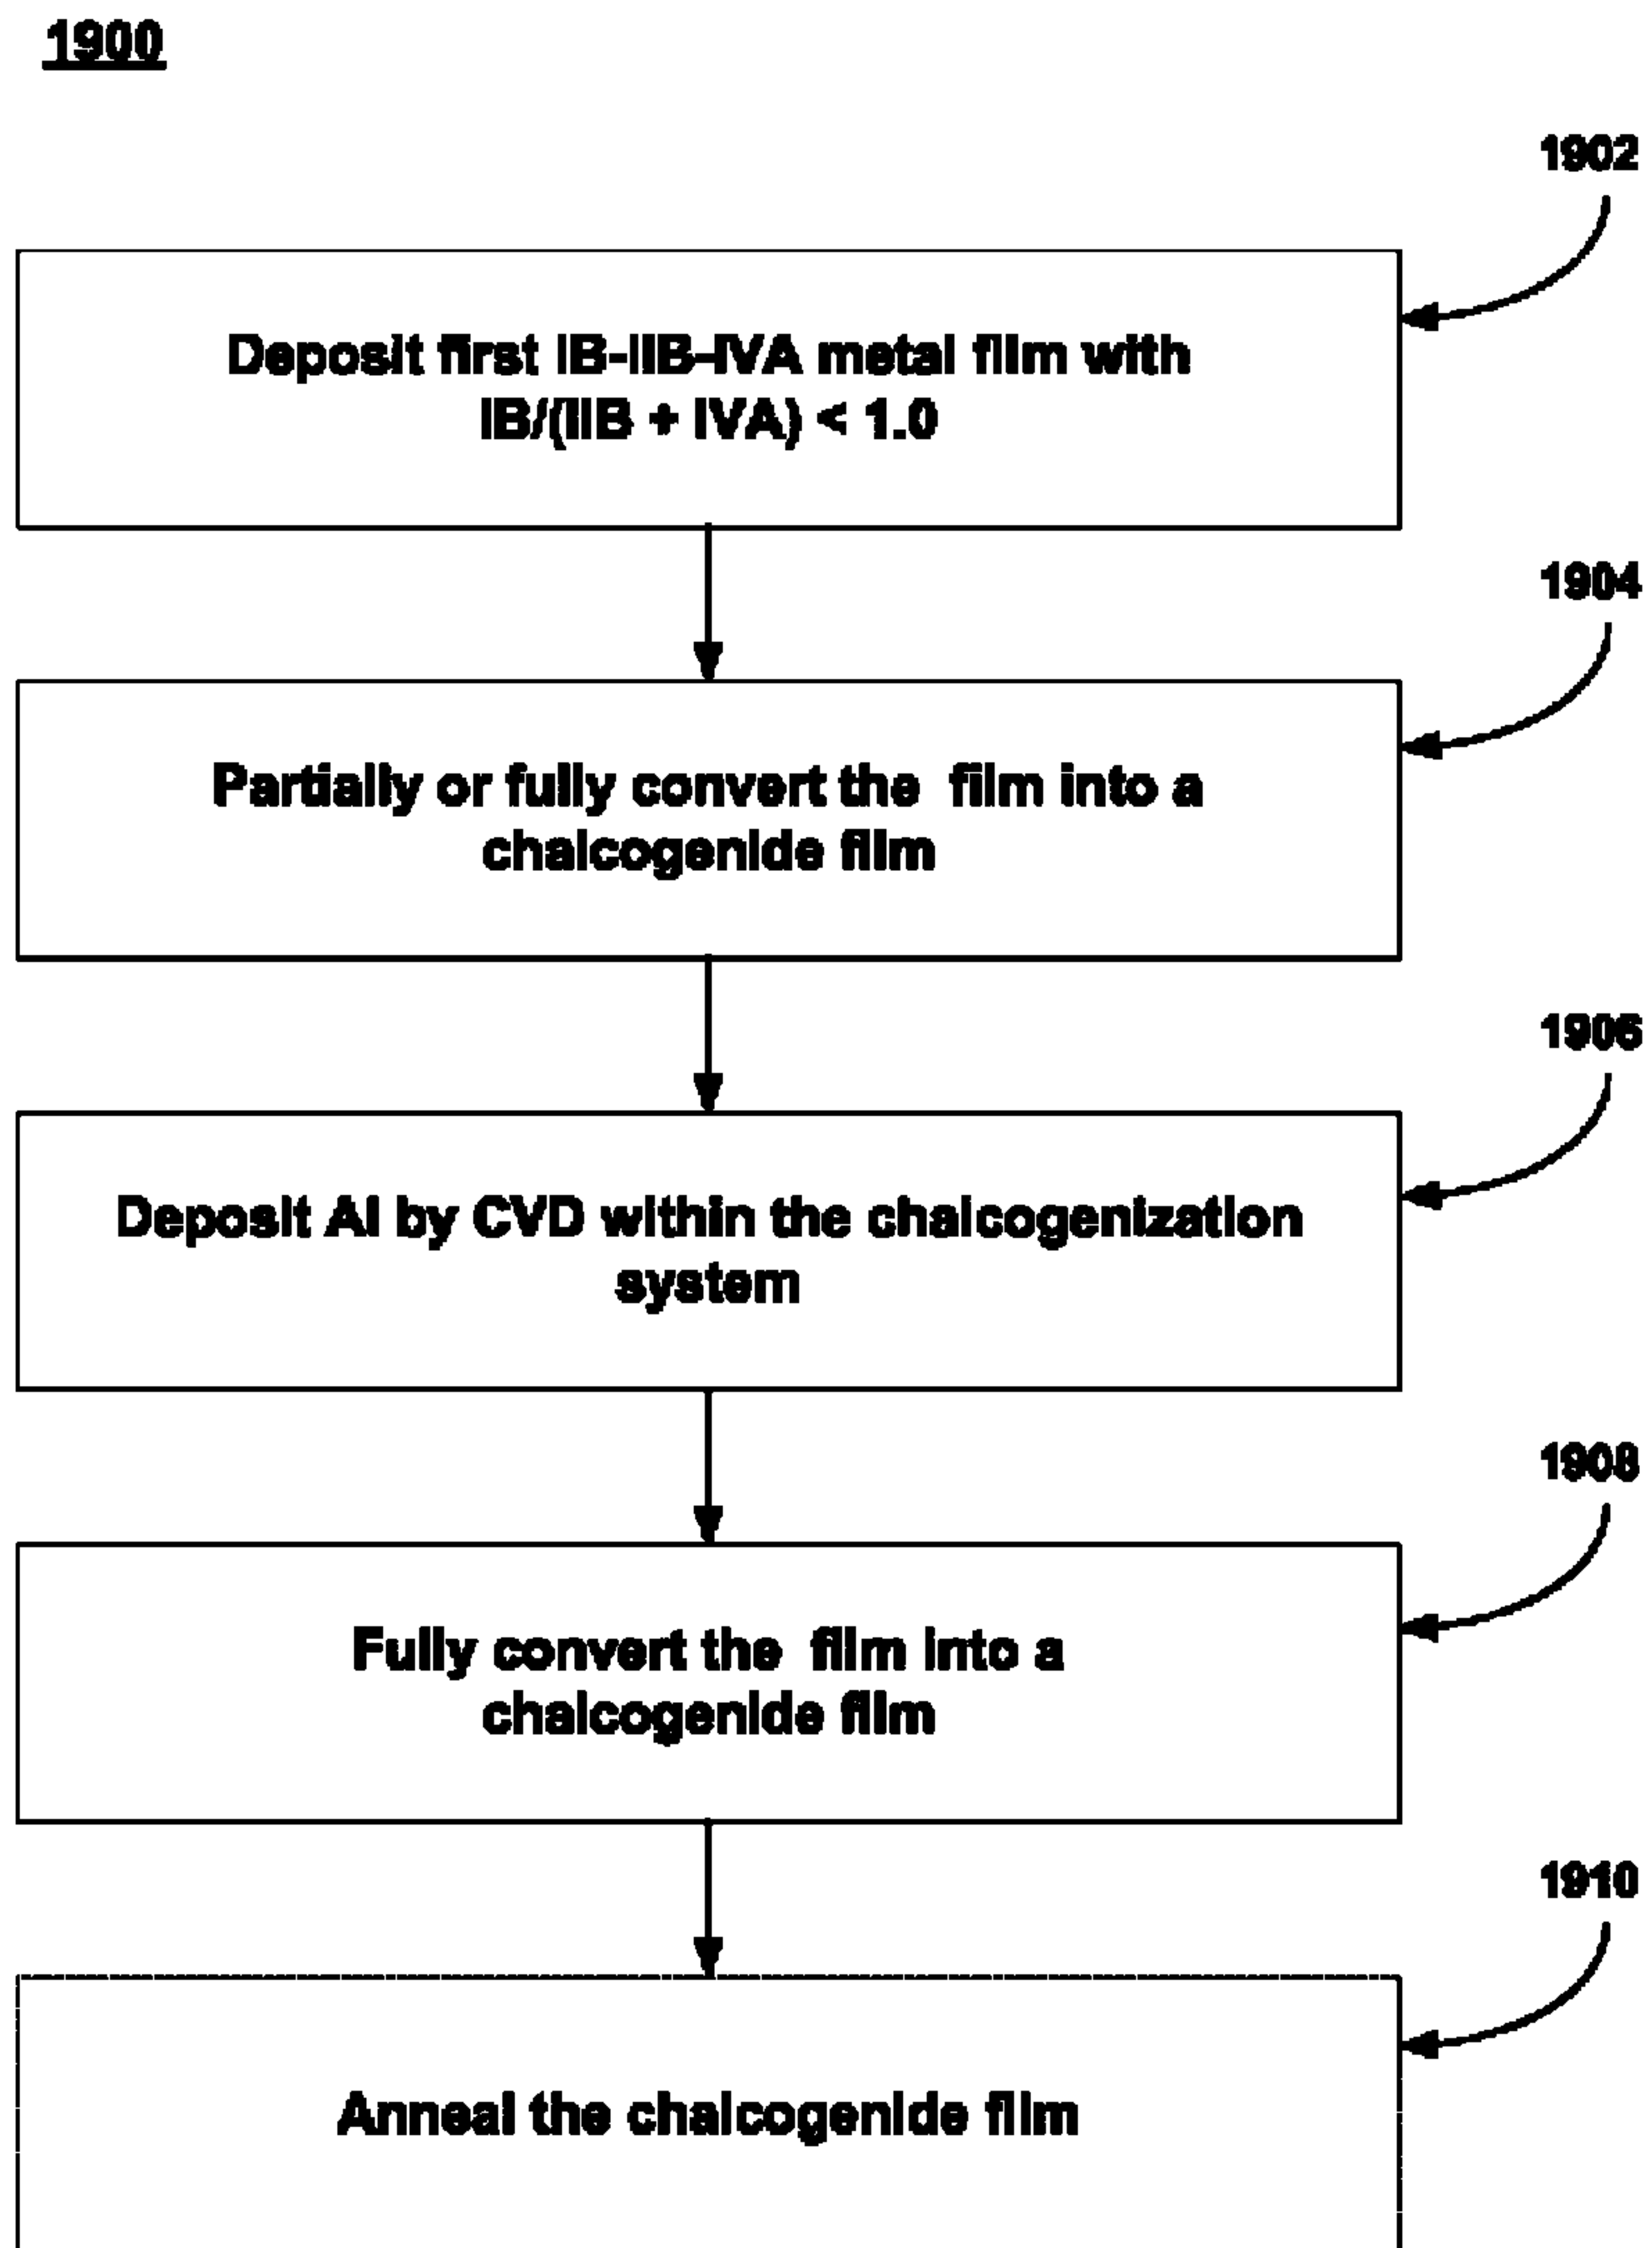 1900
1902
Deposit first IB-IIB-IVA metal film with
IB/(IIB + IVA) < 1.0
1904
Partially or fully convert the film into a
chalcogenide film
1906
Deposit Al by CVD within the chalcogenization
system
1908
Fully convert the film into a
chalcogenide film
1910
Anneal the chalcogenide film